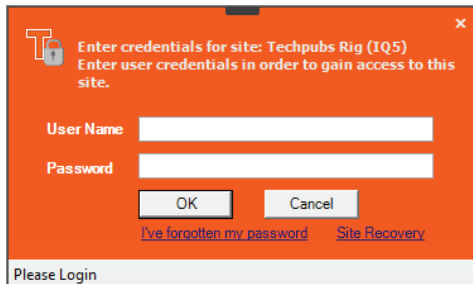 Enter credentials for site: Techpubs Rig (IQ5)
Enter user credentials in order to gain access to this
site.
User Name
Password
OK Cancel
I've forgotten my password Site Recovery
Please Login